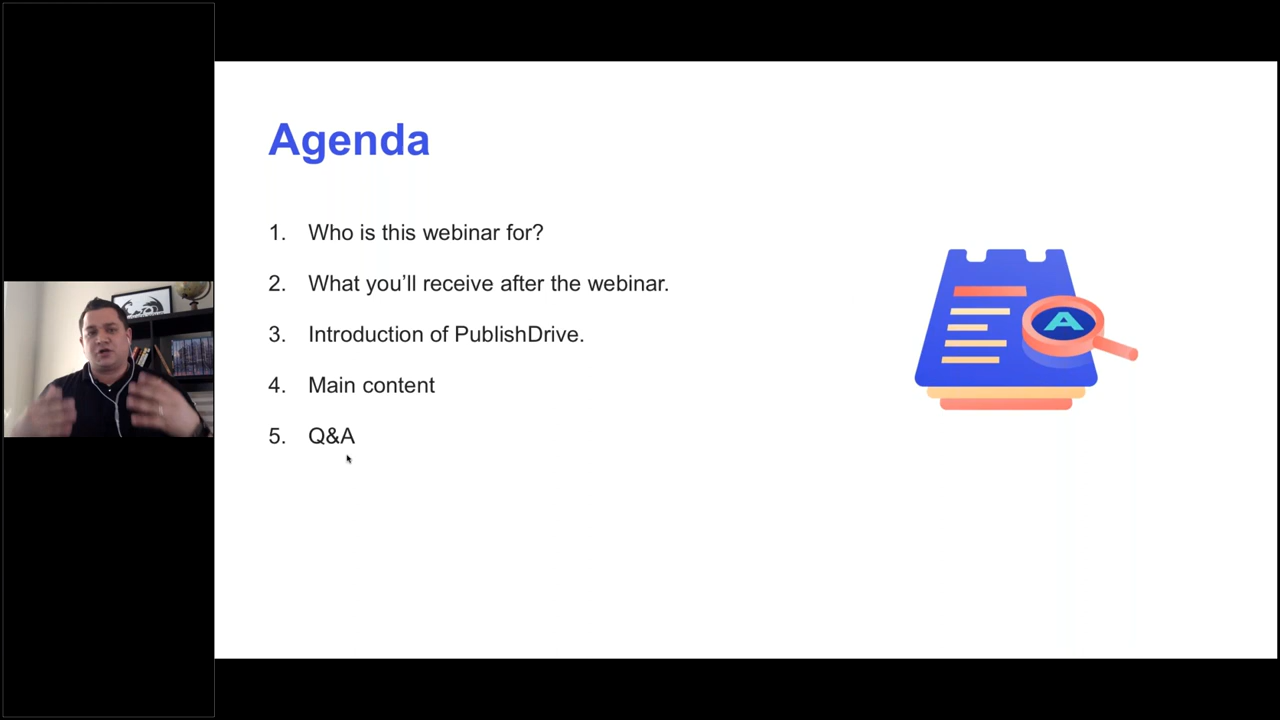 Agenda
1. Who is this webinar for?
2. What you’ll receive after the webinar.
3. Introduction of PublishDrive.
4. Main content
5. Q&A
A